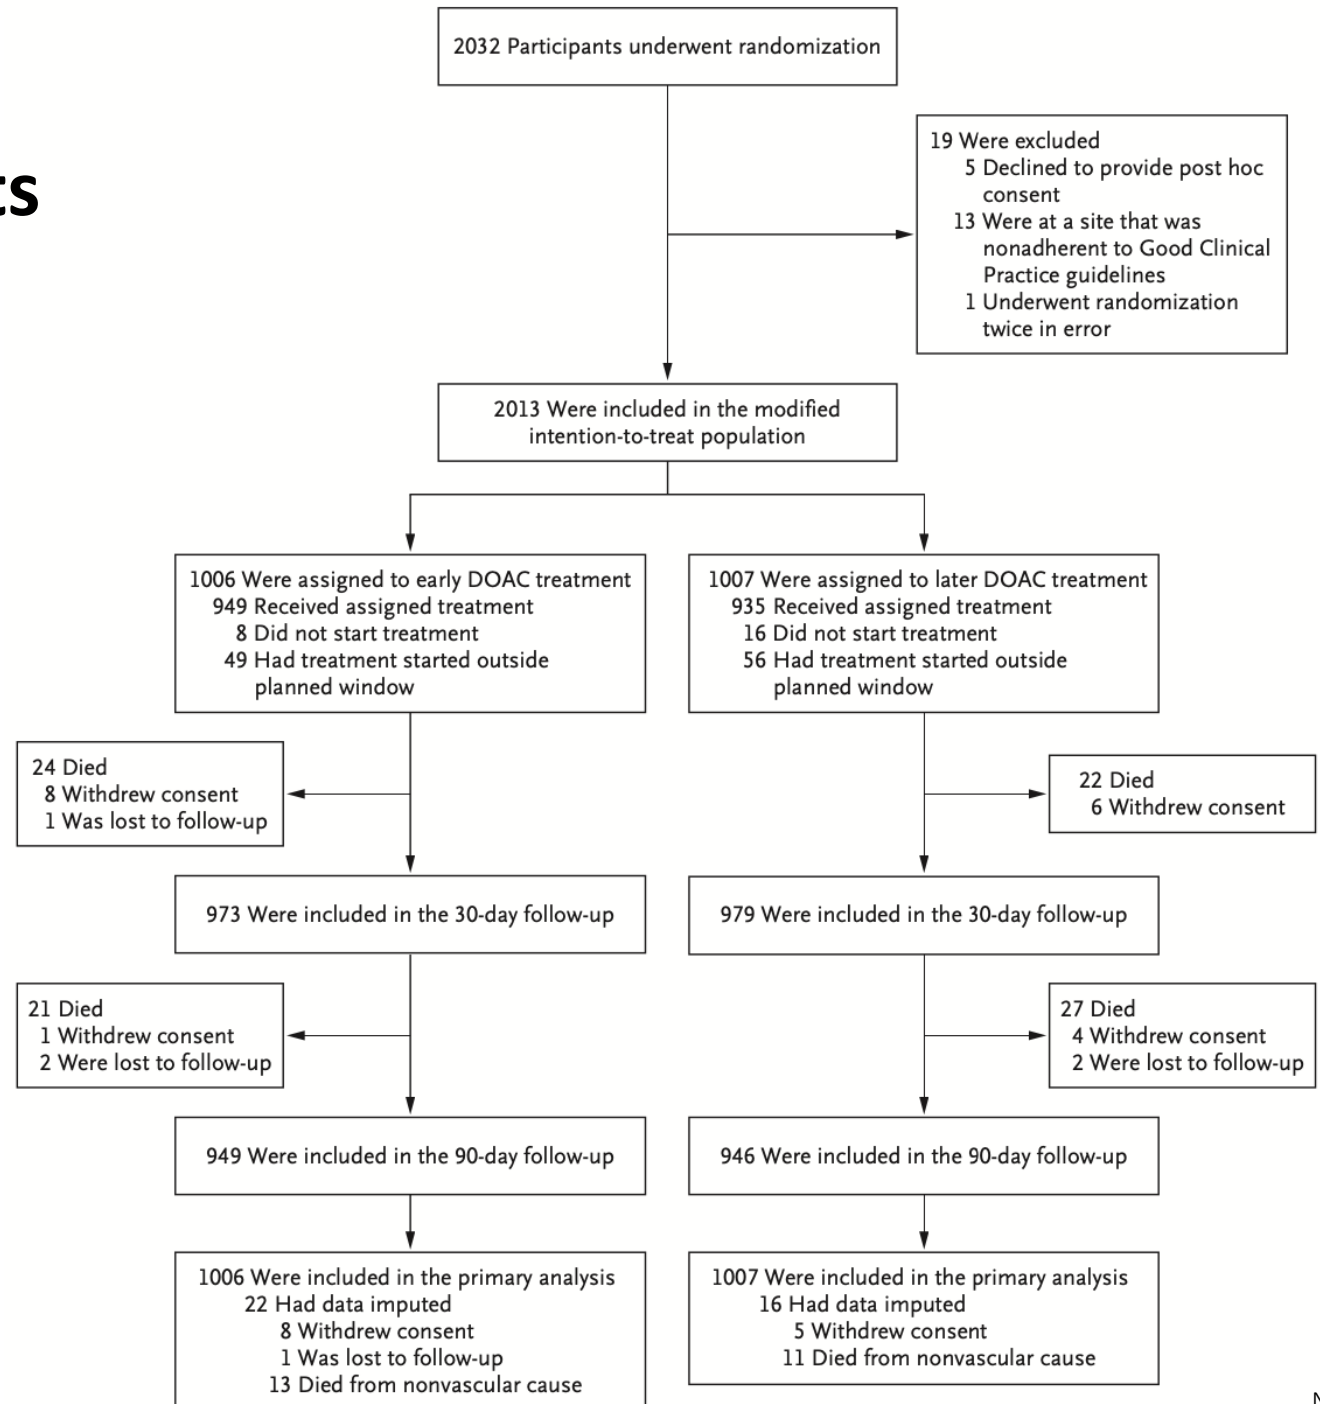 2032 Participants underwent randomization
ts
19 Were excluded
5 Declined to provide post hoc
consent
13 Were at a site that was
nonadherent to Good Clinical
Practice guidelines
1 Underwent randomization
twice in error
2013 Were included in the modified
intention-to-treat population
1006 Were assigned to early DOAC treatment
949 Received assigned treatment
8 Did not start treatment
49 Had treatment started outside
planned window
1007 Were assigned to later DOAC treatment
935 Received assigned treatment
16 Did not start treatment
56 Had treatment started outside
planned window
24 Died
8 Withdrew consent
1 Was lost to follow-up
22 Died
6 Withdrew consent
973 Were included in the 30-day follow-up
979 Were included in the 30-day follow-up
21 Died
1 Withdrew consent
2 Were lost to follow-up
27 Died
4 Withdrew consent
2 Were lost to follow-up
949 Were included in the 90-day follow-up
946 Were included in the 90-day follow-up
1006 Were included in the primary analysis
22 Had data imputed
8 Withdrew consent
1 Was lost to follow-up
13 Died from nonvascular cause
1007 Were included in the primary analysis
16 Had data imputed
5 Withdrew consent
11 Died from nonvascular cause